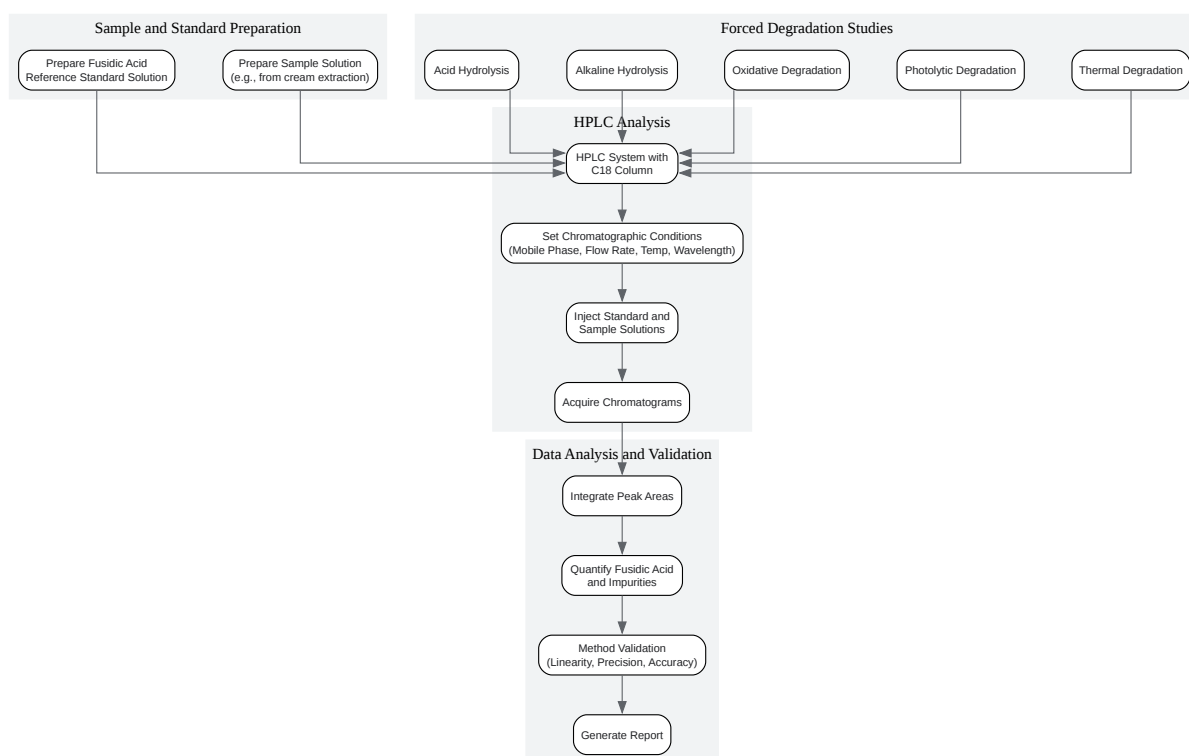 Sample and Standard Preparation
Forced Degradation Studies
Prepare Fusidic Acid
Reference Standard Solution
Prepare Sample Solution
(e.g., from cream extraction)
Acid Hydrolysis
Alkaline Hydrolysis
Oxidative Degradation
Photolytic Degradation
Thermal Degradation
HPLC Analysis
HPLC System with
C18 Column
Set Chromatographic Conditions
(Mobile Phase, Flow Rate, Temp, Wavelength)
Inject Standard and
Sample Solutions
Acquire Chromatograms
Data Analysis and Validation
Integrate Peak Areas
Quantify Fusidic Acid
and Impurities
Method Validation
(Linearity, Precision, Accuracy)
Generate Report